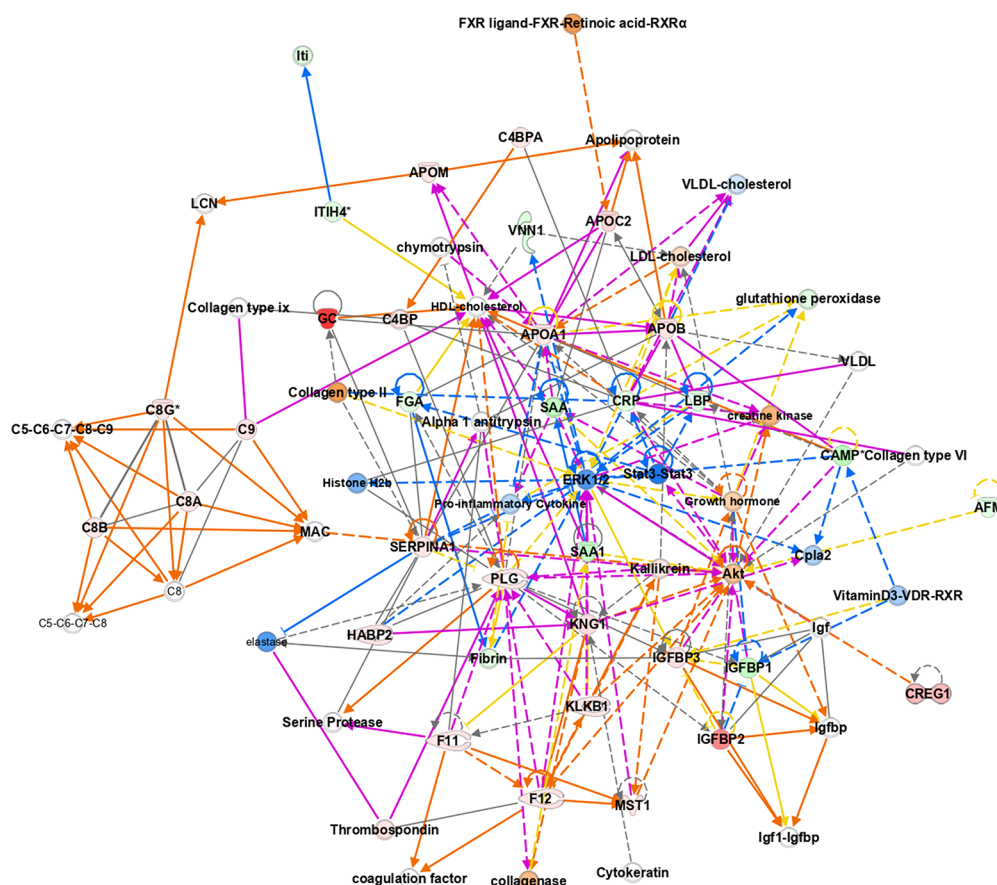 FXR ligand-FXR-Retinoic acid-RXRα
Iti
C4BPA
Apolipoprotein
APOM
VLDL-cholesterol
LCN
ITIH4*
APOC2
VNN1
chymotrypsin
LDL-cholesterol
Collagen type ix
HDL-cholesterol
glutathione peroxidase
GC
C4BP
APOA1
APOB
VLDL
Collagen type II
FGA
SAA
CRP
LBP
C8G*
creatine kinase
Alpha 1 antitrypsin
C5-C6-C7-C8-C9
C9
CAMP*
Collagen type VI
Histone H2b
ERK1/2
Stat3-Stat3
C8A
Pro-inflammatory Cytokine
Growth hormone
AFM
C8B
MAC
SERPINA1
SAA1
Cpla2
Kallikrein
Akt
PLG
C8
VitaminD3-VDR-RXR
C5-C6-C7-C8
HABP2
KNG1
Igf
elastase
Fibrin
IGFBP3
IGFBP1
CREG1
KLKB1
Serine Protease
Igfbp
F11
IGFBP2
F12
MST1
Thrombospondin
Igf1-Igfbp
Cytokeratin
coagulation factor
collagenase